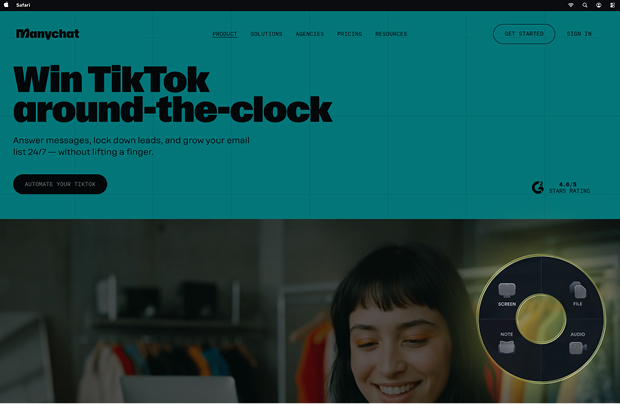 Safari
Manychat
PRODUCT
SOLUTIONS
AGENCIES
PRICING
RESOURCES
GET STARTED
SIGN IN
Win TikTok
around-the-clock
Answer messages, lock down leads, and grow your email
list 24/7 — without lifting a finger.
AUTOMATE YOUR TIKTOK
4.6/5
STARS RATING
SCREEN
FILE
NOTE
AUDIO